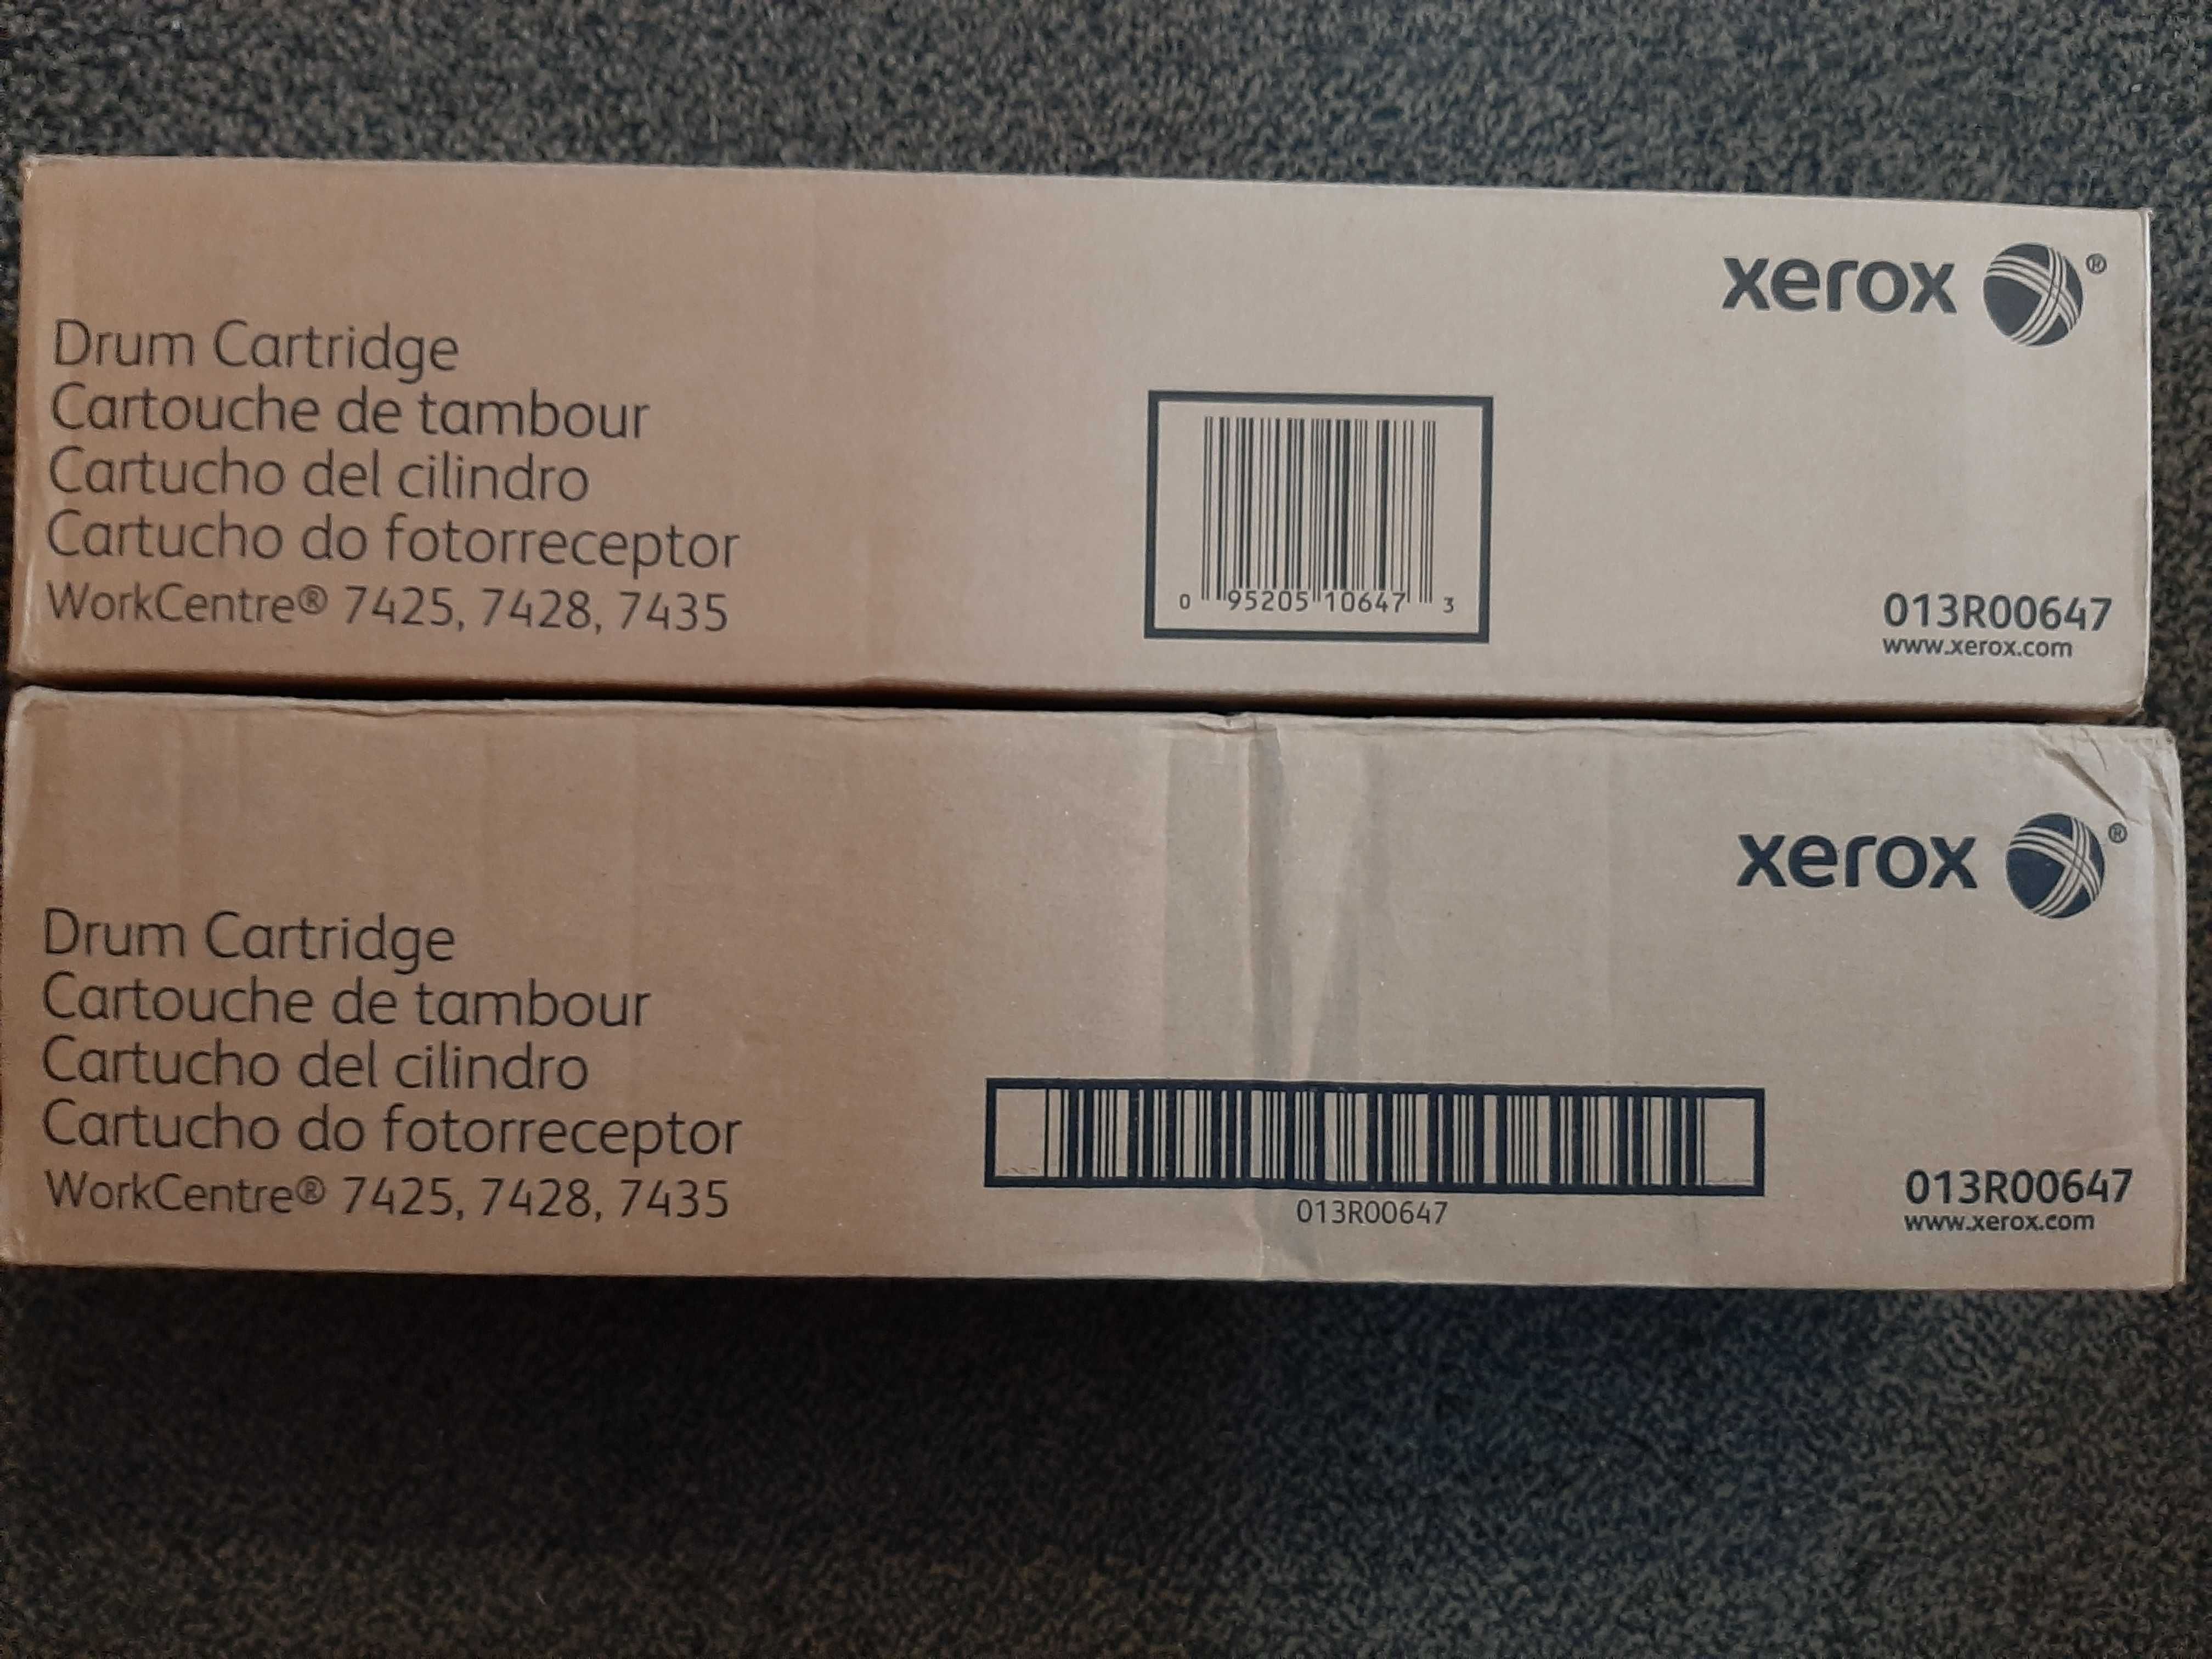 xerox ®
Drum Cartridge
Cartouche de tambour
Cartucho del cilindro
Cartucho do fotorreceptor
WorkCentre® 7425, 7428, 7435
0 95205 10647 3
013R00647
www.xerox.com
xerox ®
Drum Cartridge
Cartouche de tambour
Cartucho del cilindro
Cartucho do fotorreceptor
WorkCentre® 7425, 7428, 7435
013R00647
013R00647
www.xerox.com